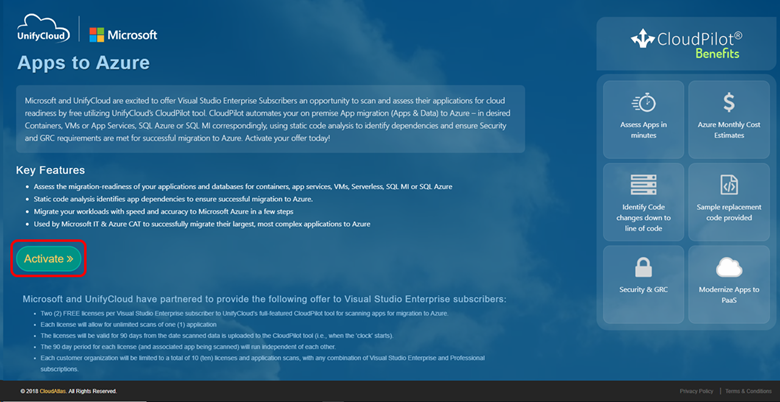 UnifyCloud
Microsoft
Apps to Azure
Microsoft and UnifyCloud are excited to offer Visual Studio Enterprise Subscribers an opportunity to scan and assess their applications for cloud
readiness by free utilizing UnifyCloud's CloudPilot tool. CloudPilot automates your on premise App migration (Apps & Data) to Azure – in desired
Containers, VMs or App Services, SQL Azure or SQL MI correspondingly, using static code analysis to identify dependencies and ensure Security
and GRC requirements are met for successful migration to Azure. Activate your offer today!
Key Features
• Assess the migration-readiness of your applications and databases for containers, app services, VMs, Serverless, SQL MI or SQL Azure
• Static code analysis identifies app dependencies to ensure successful migration to Azure.
• Migrate your workloads with speed and accuracy to Microsoft Azure in a few steps
• Used by Microsoft IT & Azure CAT to successfully migrate their largest, most complex applications to Azure
Activate »
Microsoft and UnifyCloud have partnered to provide the following offer to Visual Studio Enterprise subscribers:
• Two (2) FREE licenses per Visual Studio Enterprise subscriber to UnifyCloud's full-featured CloudPilot tool for scanning apps for migration to Azure.
• Each license will allow for unlimited scans of one (1) application
• The licenses will be valid for 90 days from the date scanned data is uploaded to the CloudPilot tool (i.e., when the 'clock' starts).
• The 90 day period for each license (and associated app being scanned) will run independent of each other.
• Each customer organization will be limited to a total of 10 (ten) licenses and application scans, with any combination of Visual Studio Enterprise and Professional
subscriptions.
CloudPilot®
Benefits
Assess Apps in
minutes
Azure Monthly Cost
Estimates
Identify Code
changes down to
line of code
Sample replacement
code provided
Security & GRC
Modernize Apps to
PaaS
© 2018 CloudAtlas. All Rights Reserved.
Privacy Policy | Terms & Conditions